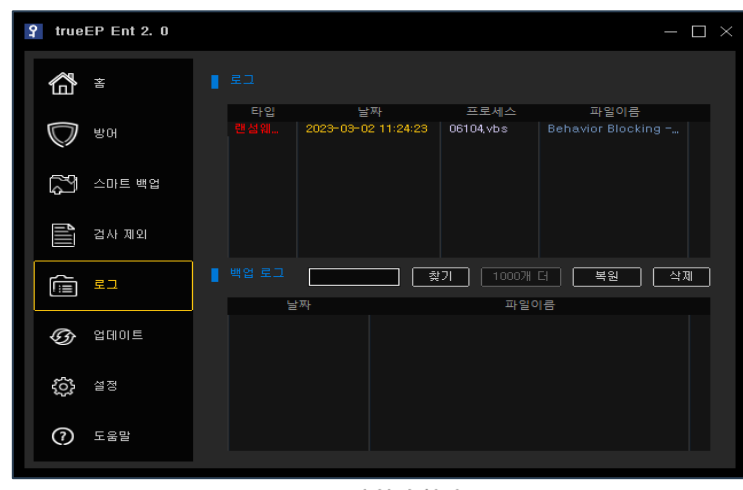 trueEP Ent 2. 0
홈
방어
스마트 백업
검사 제외
로그
업데이트
설정
도움말
로그
타입 날짜 프로세스 파일이름
랜섬웨... 2023-03-02 11:24:23 06104.vbs Behavior Blocking -...
백업 로그 찾기 1000개 더 복원 삭제
날짜 파일이름